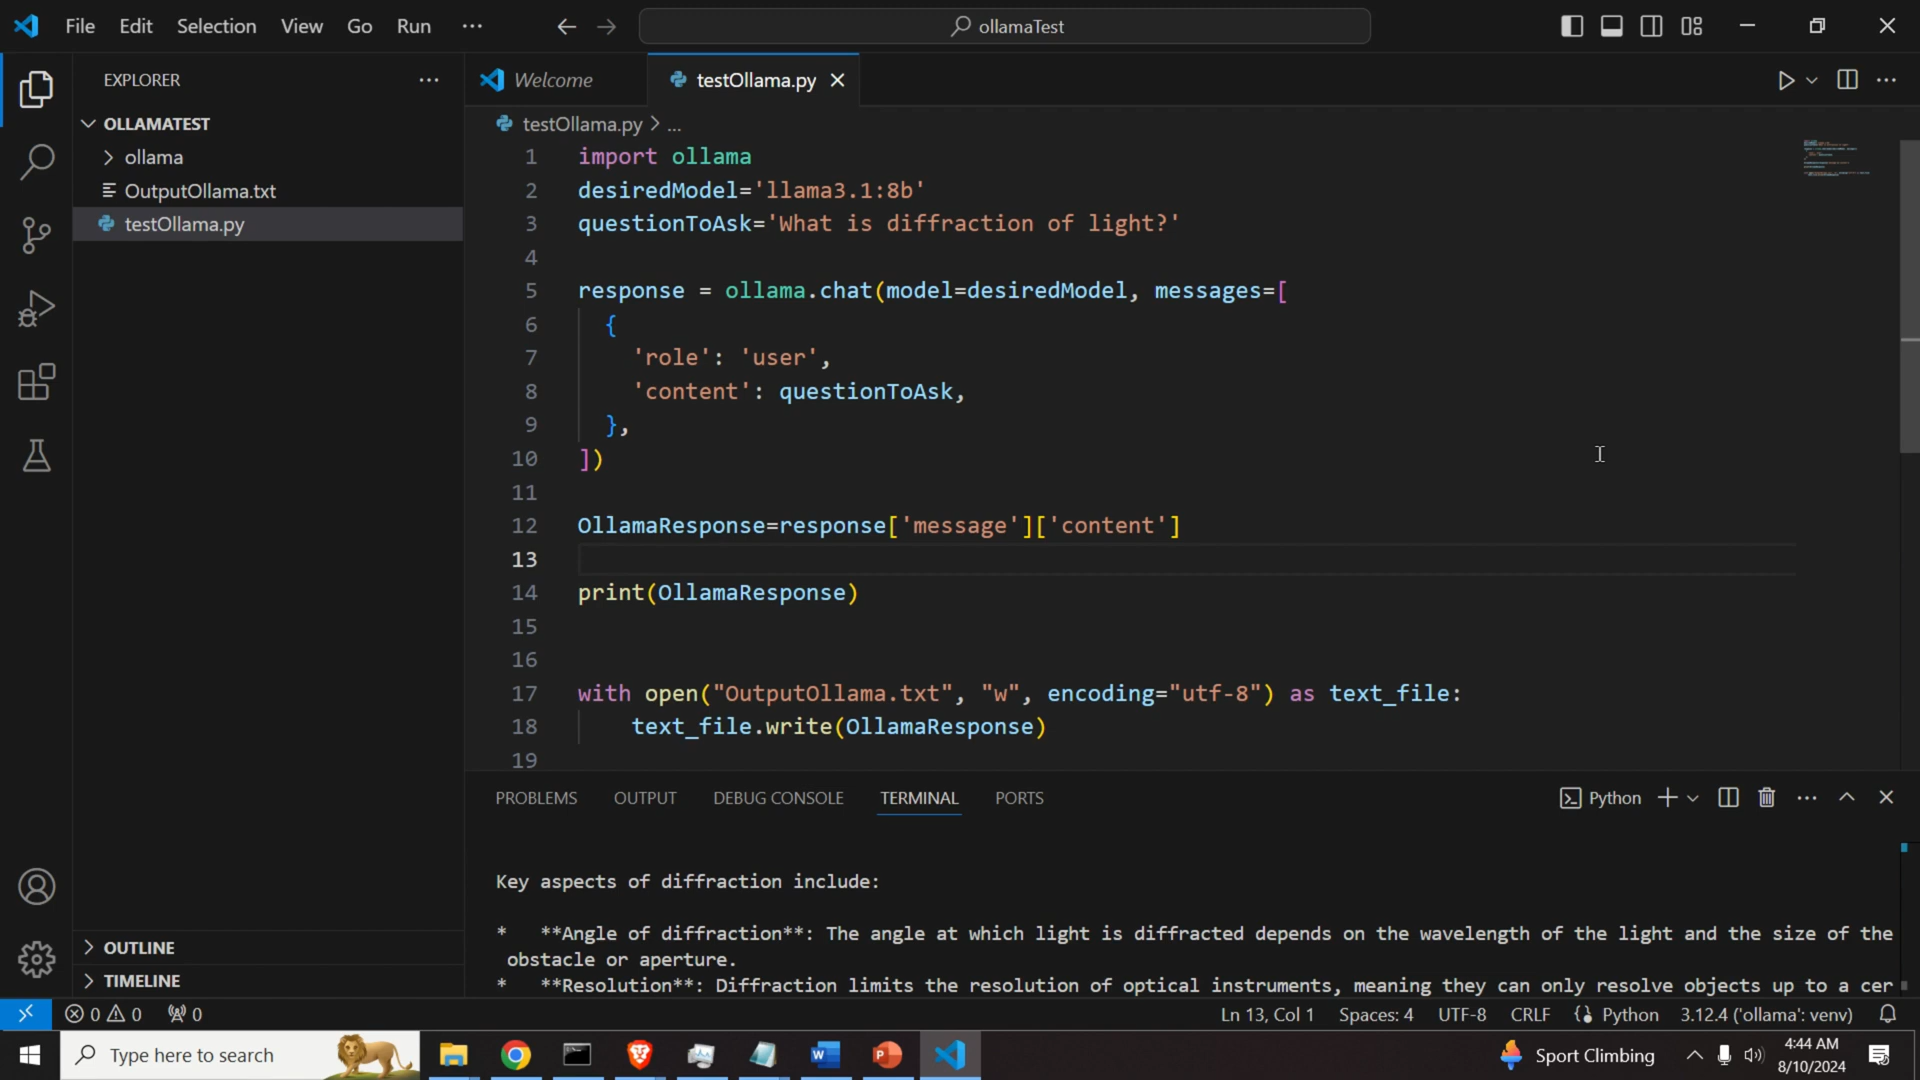 File Edit Selection View Go Run ...
ollamaTest
EXPLORER
Welcome
testOllama.py
OLLAMATEST
ollama
OutputOllama.txt
testOllama.py
testOllama.py > ...
1 import ollama
2 desiredModel='llama3.1:8b'
3 questionToAsk='What is diffraction of light?'
4
5 response = ollama.chat(model=desiredModel, messages=[
6 {
7 'role': 'user',
8 'content': questionToAsk,
9 },
10 ])
11
12 OllamaResponse=response['message']['content']
13
14 print(OllamaResponse)
15
16
17 with open("OutputOllama.txt", "w", encoding="utf-8") as text_file:
18 text_file.write(OllamaResponse)
19
PROBLEMS OUTPUT DEBUG CONSOLE TERMINAL PORTS
Python
Key aspects of diffraction include:
* **Angle of diffraction**: The angle at which light is diffracted depends on the wavelength of the light and the size of the
obstacle or aperture.
* **Resolution**: Diffraction limits the resolution of optical instruments, meaning they can only resolve objects up to a cer
OUTLINE
TIMELINE
0 0 0
Ln 13, Col 1 Spaces: 4 UTF-8 CRLF Python 3.12.4 ('ollama': venv)
Type here to search
Sport Climbing
4:44 AM
8/10/2024